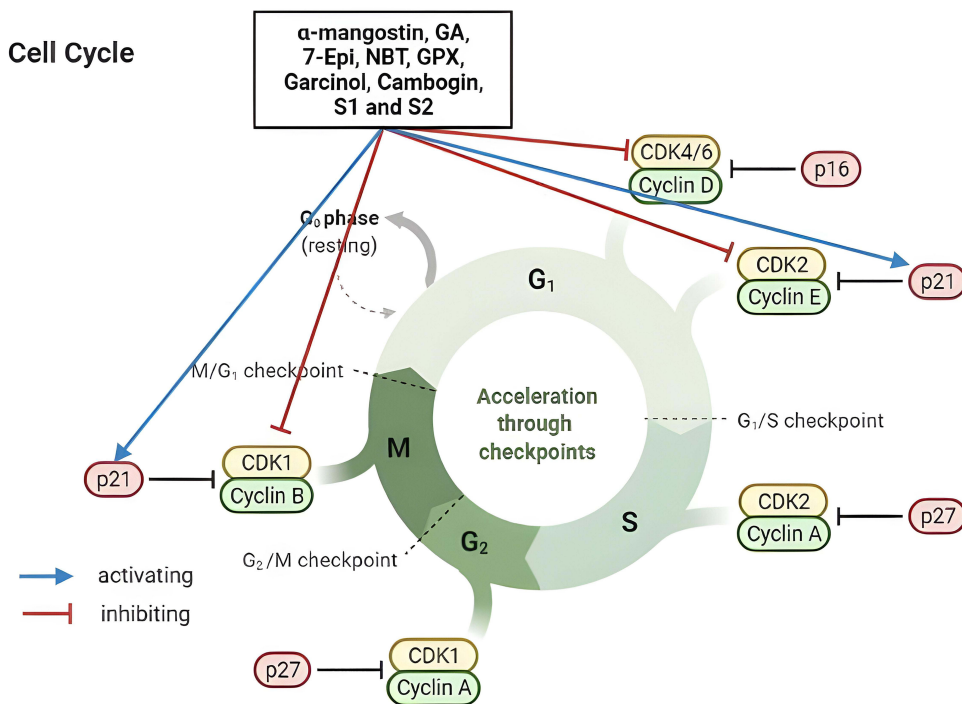 Cell Cycle
α-mangostin, GA,
7-Epi, NBT, GPX,
Garcinol, Cambogin,
S1 and S2
CDK4/6
Cyclin D
p16
G₀ phase
(resting)
G₁
CDK2
Cyclin E
p21
M/G₁ checkpoint
Acceleration
through
checkpoints
G₁/S checkpoint
p21
CDK1
Cyclin B
M
CDK2
Cyclin A
p27
S
G₂
G₂/M checkpoint
activating
inhibiting
p27
CDK1
Cyclin A